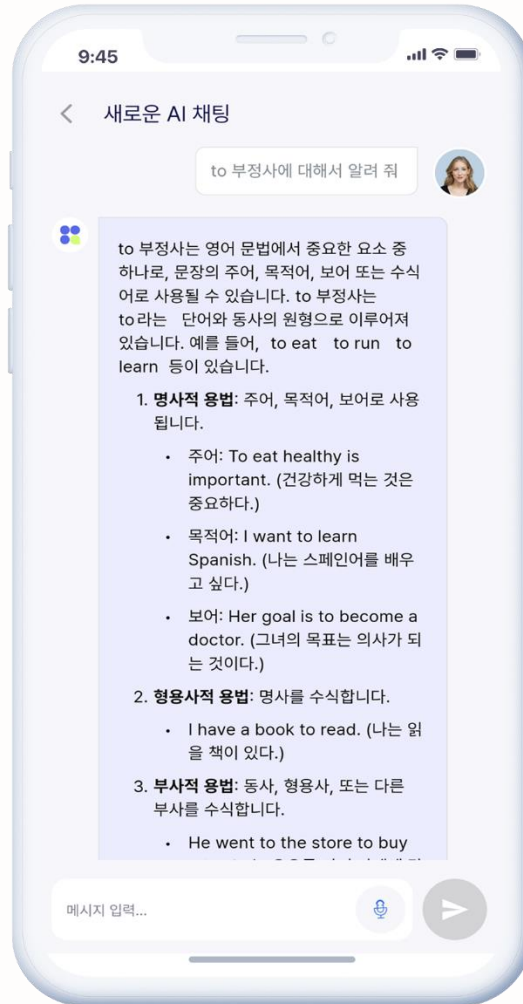 9:45
새로운 AI 채팅
to 부정사에 대해서 알려 줘
to 부정사는 영어 문법에서 중요한 요소 중
하나로, 문장의 주어, 목적어, 보어 또는 수식
어로 사용될 수 있습니다. to 부정사는
to라는 단어와 동사의 원형으로 이루어져
있습니다. 예를 들어, to eat to run to
learn 등이 있습니다.
1. 명사적 용법: 주어, 목적어, 보어로 사용
됩니다.
• 주어: To eat healthy is
important. (건강하게 먹는 것은
중요하다.)
• 목적어: I want to learn
Spanish. (나는 스페인어를 배우
고 싶다.)
• 보어: Her goal is to become a
doctor. (그녀의 목표는 의사가 되
는 것이다.)
2. 형용사적 용법: 명사를 수식합니다.
• I have a book to read. (나는 읽
을 책이 있다.)
3. 부사적 용법: 동사, 형용사, 또는 다른
부사를 수식합니다.
• He went to the store to buy
메시지 입력...